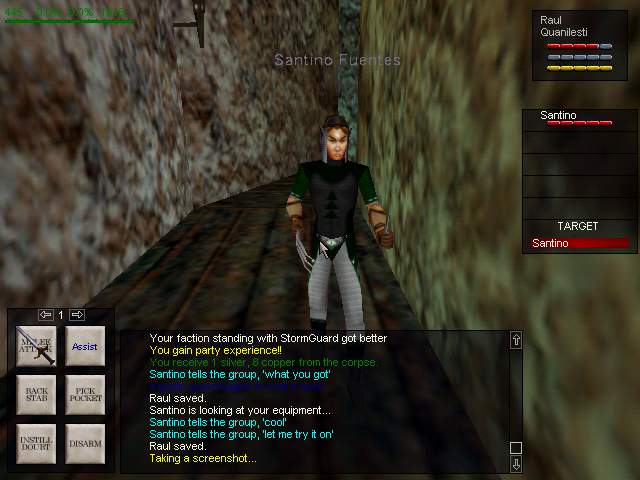 Santino Fuentes
Raul
Quanilesti
Santino
TARGET
Santino
1
MELEE
ATTACK
Assist
BACK
STAB
PICK
POCKET
INSTILL
DOUBT
DISARM
Your faction standing with StormGuard got better
You gain party experience!!
You receive 1 silver, 8 copper from the corpse.
Santino tells the group, 'what you got'
Raul saved.
Santino is looking at your equipment...
Santino tells the group, 'cool'
Santino tells the group, 'let me try it on'
Raul saved.
Taking a screenshot...